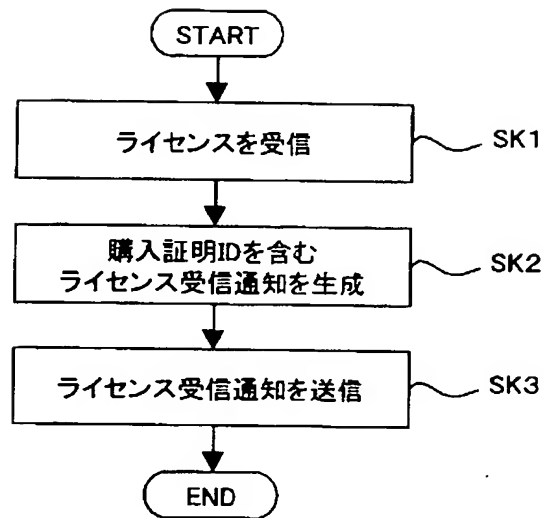 START
ライセンスを受信
SK1
購入証明IDを含む
ライセンス受信通知を生成
SK2
ライセンス受信通知を送信
SK3
END